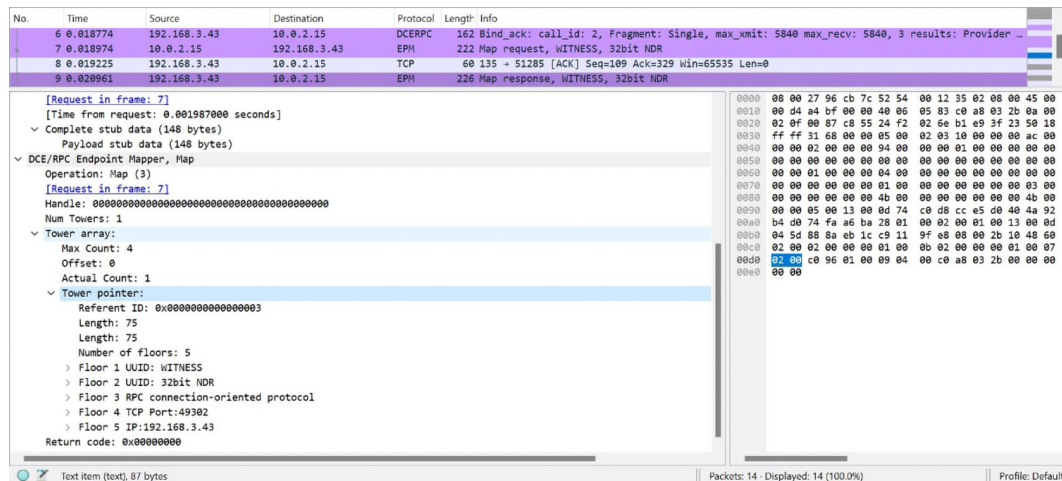 No. Time Source Destination Protocol Length Info
6 0.018774 192.168.3.43 10.0.2.15 DCERPC 162 Bind_ack: call_id: 2, Fragment: Single, max_xmit: 5840 max_recv: 5840, 3 results: Provider …
7 0.018974 10.0.2.15 192.168.3.43 EPM 222 Map request, WITNESS, 32bit NDR
8 0.019225 192.168.3.43 10.0.2.15 TCP 60 135 → 51285 [ACK] Seq=109 Ack=329 Win=65535 Len=0
9 0.020961 192.168.3.43 10.0.2.15 EPM 226 Map response, WITNESS, 32bit NDR
[Request in frame: 7]
[Time from request: 0.001987000 seconds]
Complete stub data (148 bytes)
Payload stub data (148 bytes)
DCE/RPC Endpoint Mapper, Map
Operation: Map (3)
[Request in frame: 7]
Handle: 0000000000000000000000000000000000000000
Num Towers: 1
Tower array:
Max Count: 4
Offset: 0
Actual Count: 1
Tower pointer:
Referent ID: 0x0000000000000003
Length: 75
Length: 75
Number of floors: 5
> Floor 1 UUID: WITNESS
> Floor 2 UUID: 32bit NDR
> Floor 3 RPC connection-oriented protocol
> Floor 4 TCP Port:49302
> Floor 5 IP:192.168.3.43
Return code: 0x00000000
0000 08 00 27 96 cb 7c 52 54 00 12 35 02 08 00 45 00
0010 00 d4 a4 bf 00 00 40 06 05 83 c0 a8 03 2b 0a 00
0020 02 0f 00 87 c8 55 24 f2 02 6e b1 e9 3f 23 50 18
0030 ff ff 31 68 00 00 05 00 02 03 10 00 00 00 ac 00
0040 00 00 02 00 00 00 94 00 00 00 01 00 00 00 00 00
0050 00 00 00 00 00 00 00 00 00 00 00 00 00 00 00 00
0060 00 00 01 00 00 00 04 00 00 00 00 00 00 00 00 00
0070 00 00 00 00 00 00 01 00 00 00 00 00 00 00 03 00
0080 00 00 00 00 00 00 4b 00 00 00 00 00 00 00 4b 00
0090 00 00 05 00 13 00 0d 74 c0 d8 cc e5 d0 40 4a 92
00a0 b4 d0 74 fa a6 ba 28 01 00 02 00 01 00 13 00 0d
00b0 04 5d 88 8a eb 1c c9 11 9f e8 08 00 2b 10 48 60
00c0 02 00 02 00 00 00 01 00 0b 02 00 00 00 01 00 07
00d0 02 00 c0 96 01 00 09 04 00 c0 a8 03 2b 00 00 00
00e0 00 00
Text item (text), 87 bytes
Packets: 14 · Displayed: 14 (100.0%)
Profile: Default